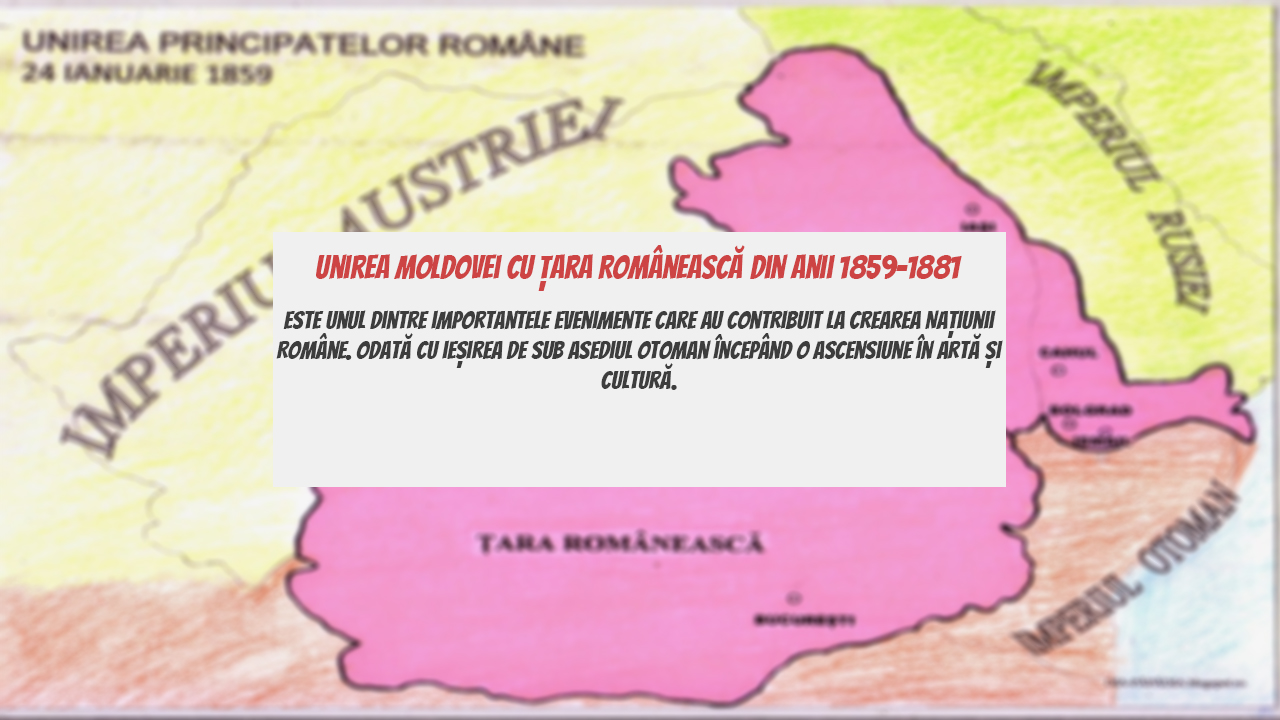 UNIREA PRINCIPATELOR ROMÂNE
24 IANUARIE 1859
IMPERIUL RUSIEI
AUSTRIEI
IAȘI
UNIREA MOLDOVEI CU ȚARA ROMÂNEASCĂ DIN ANII 1859-1881
ESTE UNUL DINTRE IMPORTANTELE EVENIMENTE CARE AU CONTRIBUIT LA CREAREA NAȚIUNII
ROMÂNE. ODATĂ CU IEȘIREA DE SUB ASEDIUL OTOMAN ÎNCEPÂND O ASCENSIUNE ÎN ARTĂ ȘI
CULTURĂ.
IMPERIU
CAHUL
BOLGRAD
ISMAIL
IMPERIUL OTOMAN
ȚARA ROMÂNEASCĂ
BUCUREȘTI